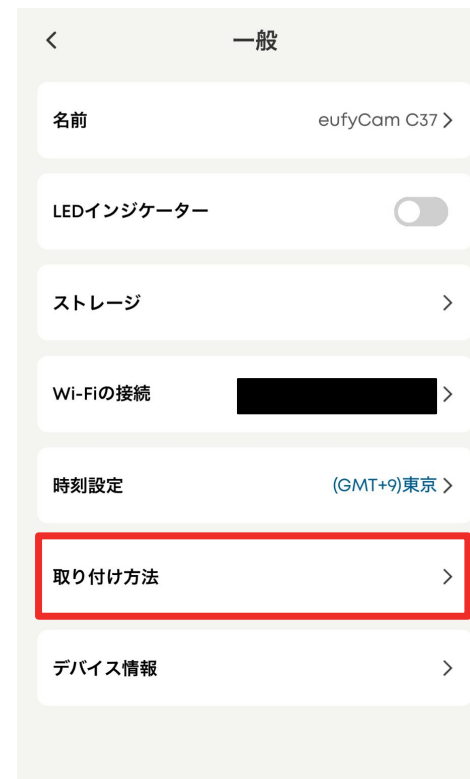 一般
名前 eufyCam C37
LEDインジケーター
ストレージ
Wi-Fiの接続
時刻設定 (GMT+9)東京
取り付け方法
デバイス情報